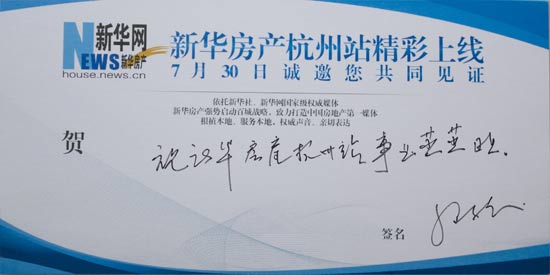 新华网
NEWS新华房产
house.news.cn
新华房产杭州站精彩上线
7月30日诚邀您共同见证
依托新华社、新华网国家级权威媒体
新华房产强势启动百城战略，致力打造中国房地产第一媒体
根植本地、服务本地，权威声音、亲切表达
贺
祝新华房产杭州站事业蒸蒸日上。
签名